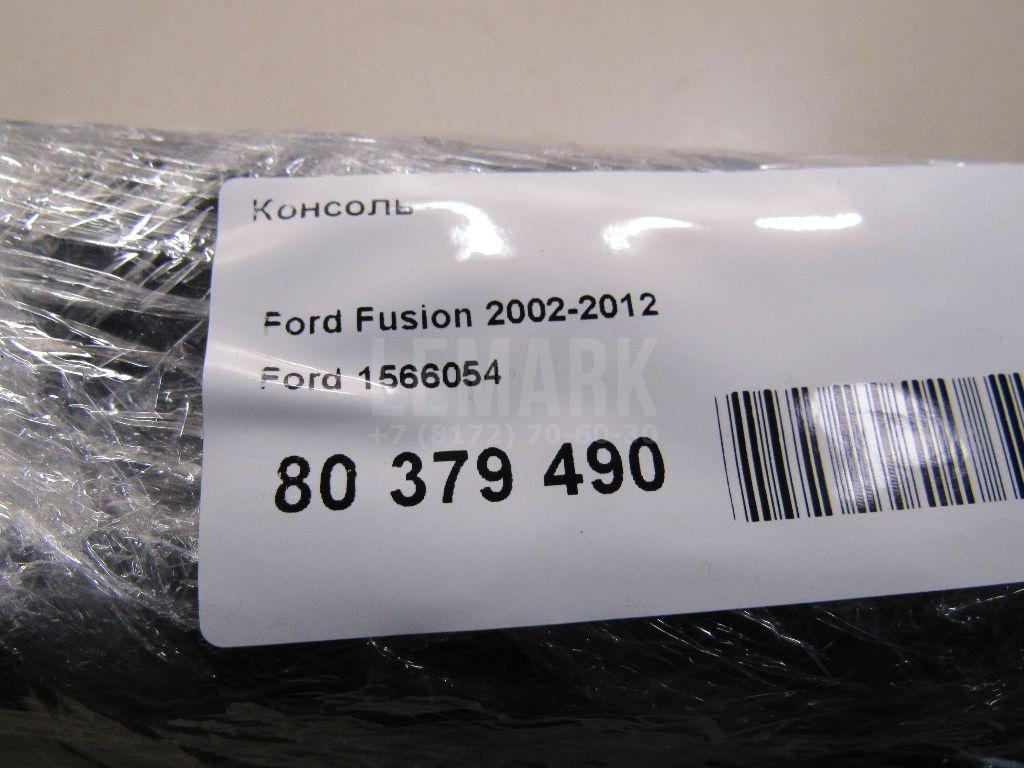 Консоль
Ford Fusion 2002-2012
Ford 1566054
LEMARK
+7 (8172) 70-60-30
80 379 490